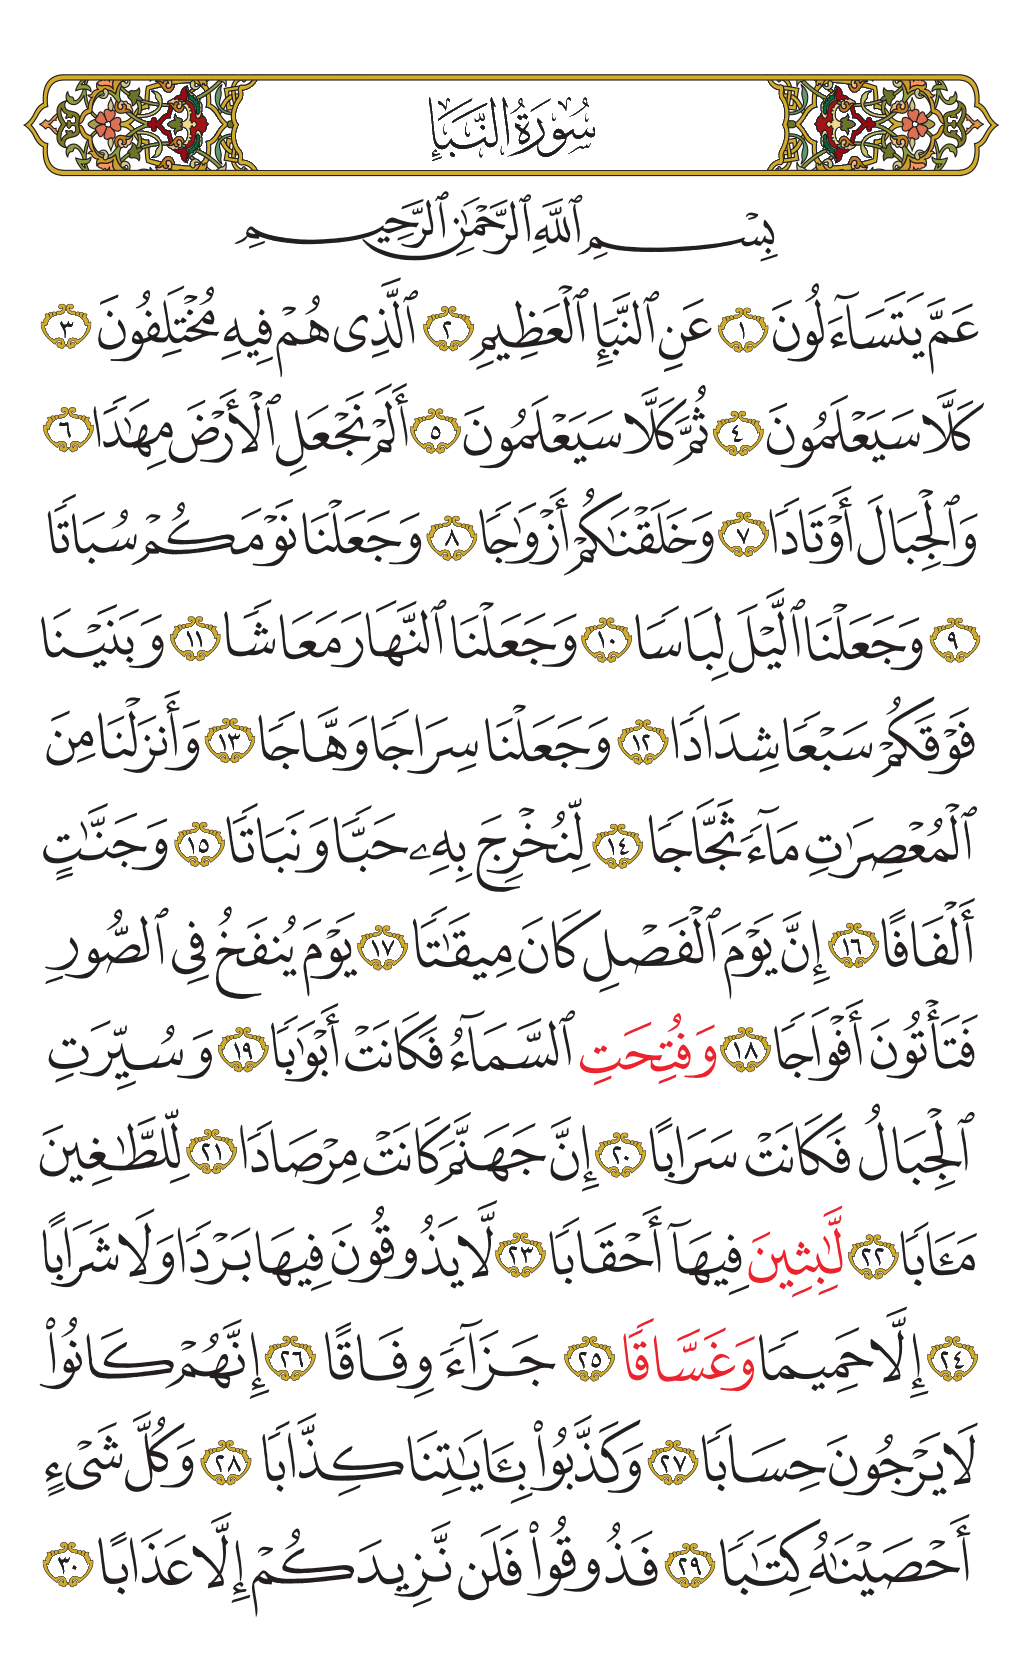 سُورَةُ النَّبَإِ
بِسْمِ ٱللَّهِ ٱلرَّحْمَٰنِ ٱلرَّحِيمِ
عَمَّ يَتَسَآءَلُونَ ١ عَنِ ٱلنَّبَإِ ٱلْعَظِيمِ ٢ ٱلَّذِى هُمْ فِيهِ مُخْتَلِفُونَ ٣
كَلَّا سَيَعْلَمُونَ ٤ ثُمَّ كَلَّا سَيَعْلَمُونَ ٥ أَلَمْ نَجْعَلِ ٱلْأَرْضَ مِهَٰدًا ٦
وَٱلْجِبَالَ أَوْتَادًا ٧ وَخَلَقْنَٰكُمْ أَزْوَٰجًا ٨ وَجَعَلْنَا نَوْمَكُمْ سُبَاتًا
٩ وَجَعَلْنَا ٱلَّيْلَ لِبَاسًا ١٠ وَجَعَلْنَا ٱلنَّهَارَ مَعَاشًا ١١ وَبَنَيْنَا
فَوْقَكُمْ سَبْعًا شِدَادًا ١٢ وَجَعَلْنَا سِرَاجًا وَهَّاجًا ١٣ وَأَنزَلْنَا مِنَ
ٱلْمُعْصِرَٰتِ مَآءً ثَجَّاجًا ١٤ لِّنُخْرِجَ بِهِۦ حَبًّا وَنَبَاتًا ١٥ وَجَنَّٰتٍ
أَلْفَافًا ١٦ إِنَّ يَوْمَ ٱلْفَصْلِ كَانَ مِيقَٰتًا ١٧ يَوْمَ يُنفَخُ فِى ٱلصُّورِ
فَتَأْتُونَ أَفْوَاجًا ١٨ وَفُتِّحَتِ ٱلسَّمَآءُ فَكَانَتْ أَبْوَٰبًا ١٩ وَسُيِّرَتِ
ٱلْجِبَالُ فَكَانَتْ سَرَابًا ٢٠ إِنَّ جَهَنَّمَ كَانَتْ مِرْصَادًا ٢١ لِّلطَّٰغِينَ
مَـَٔابًا ٢٢ لَّٰبِثِينَ فِيهَآ أَحْقَابًا ٢٣ لَّا يَذُوقُونَ فِيهَا بَرْدًا وَلَا شَرَابًا
٢٤ إِلَّا حَمِيمًا وَغَسَّاقًا ٢٥ جَزَآءً وِفَاقًا ٢٦ إِنَّهُمْ كَانُوا۟
لَا يَرْجُونَ حِسَابًا ٢٧ وَكَذَّبُوا۟ بِـَٔايَٰتِنَا كِذَّابًا ٢٨ وَكُلَّ شَىْءٍ
أَحْصَيْنَٰهُ كِتَٰبًا ٢٩ فَذُوقُوا۟ فَلَن نَّزِيدَكُمْ إِلَّا عَذَابًا ٣٠